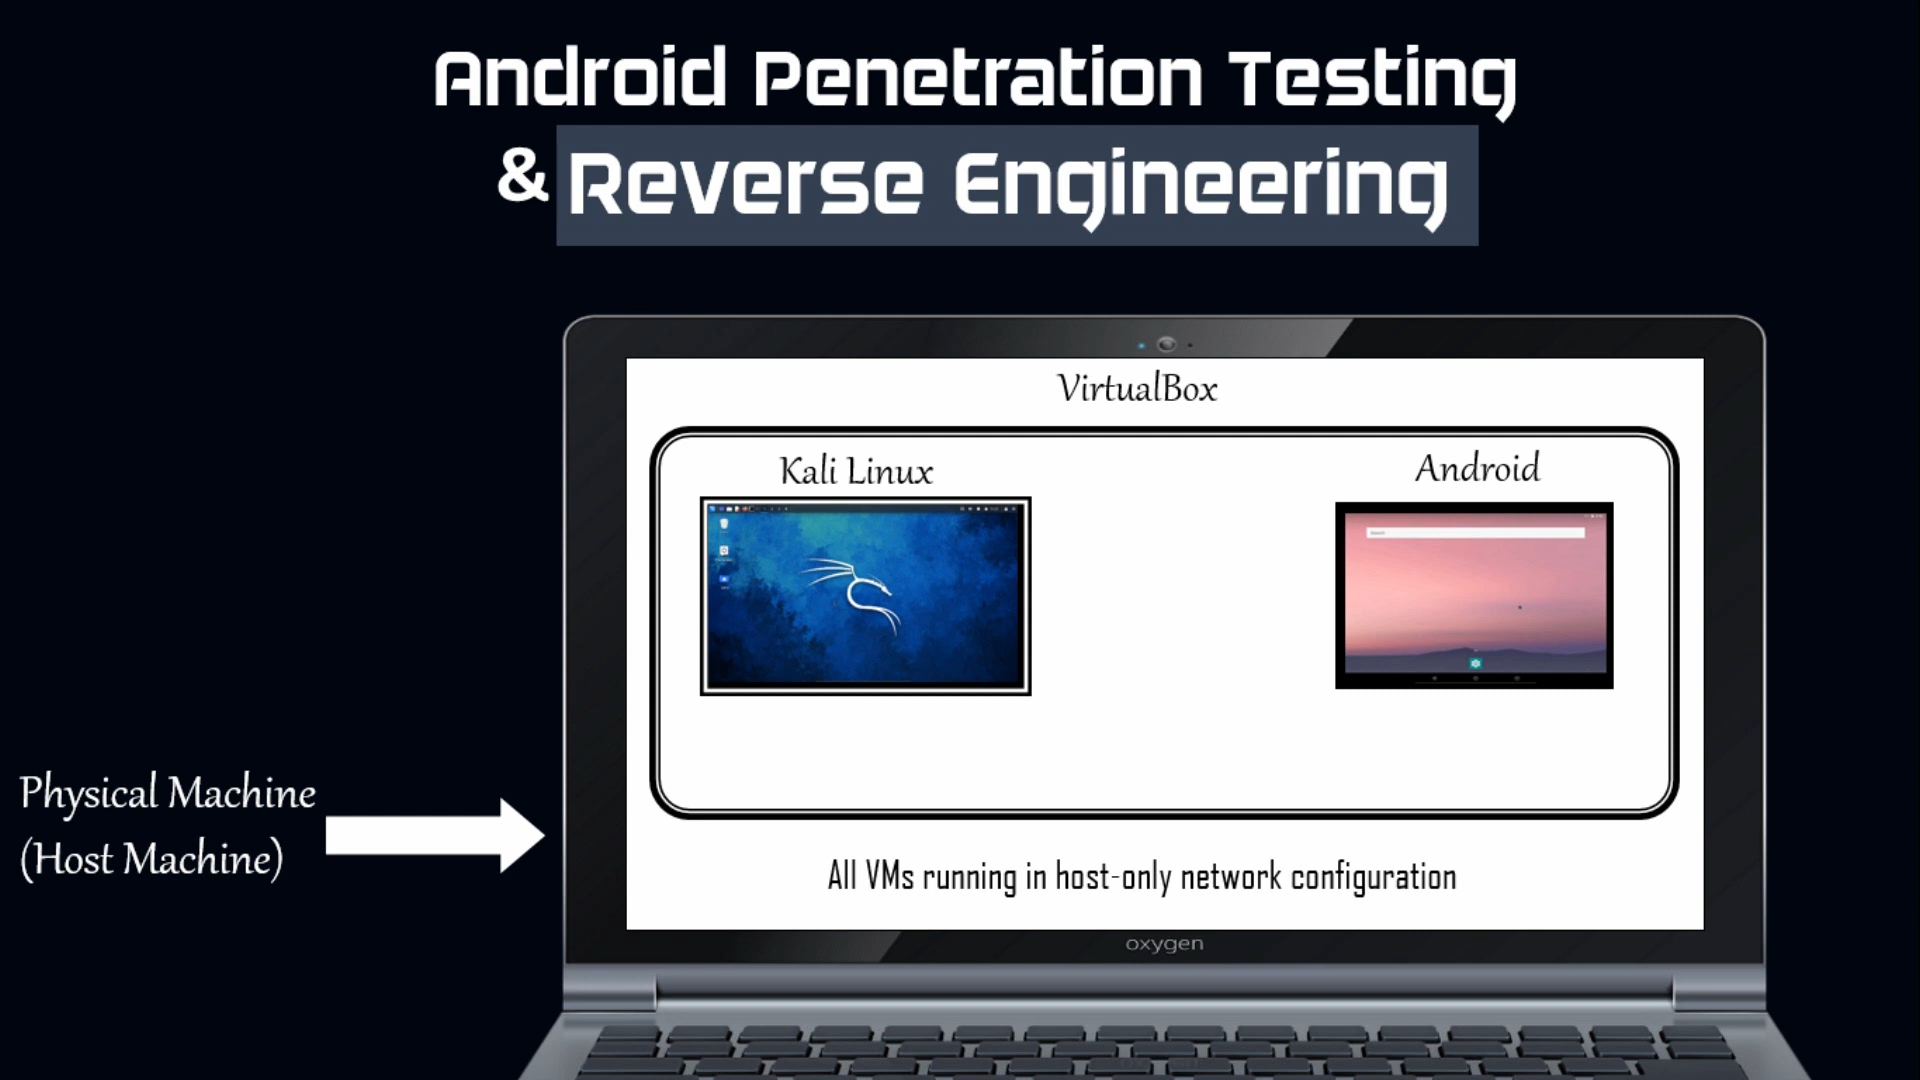 Android Penetration Testing
& Reverse Engineering
VirtualBox
Kali Linux
Android
Physical Machine
(Host Machine)
All VMs running in host-only network configuration
oxygen